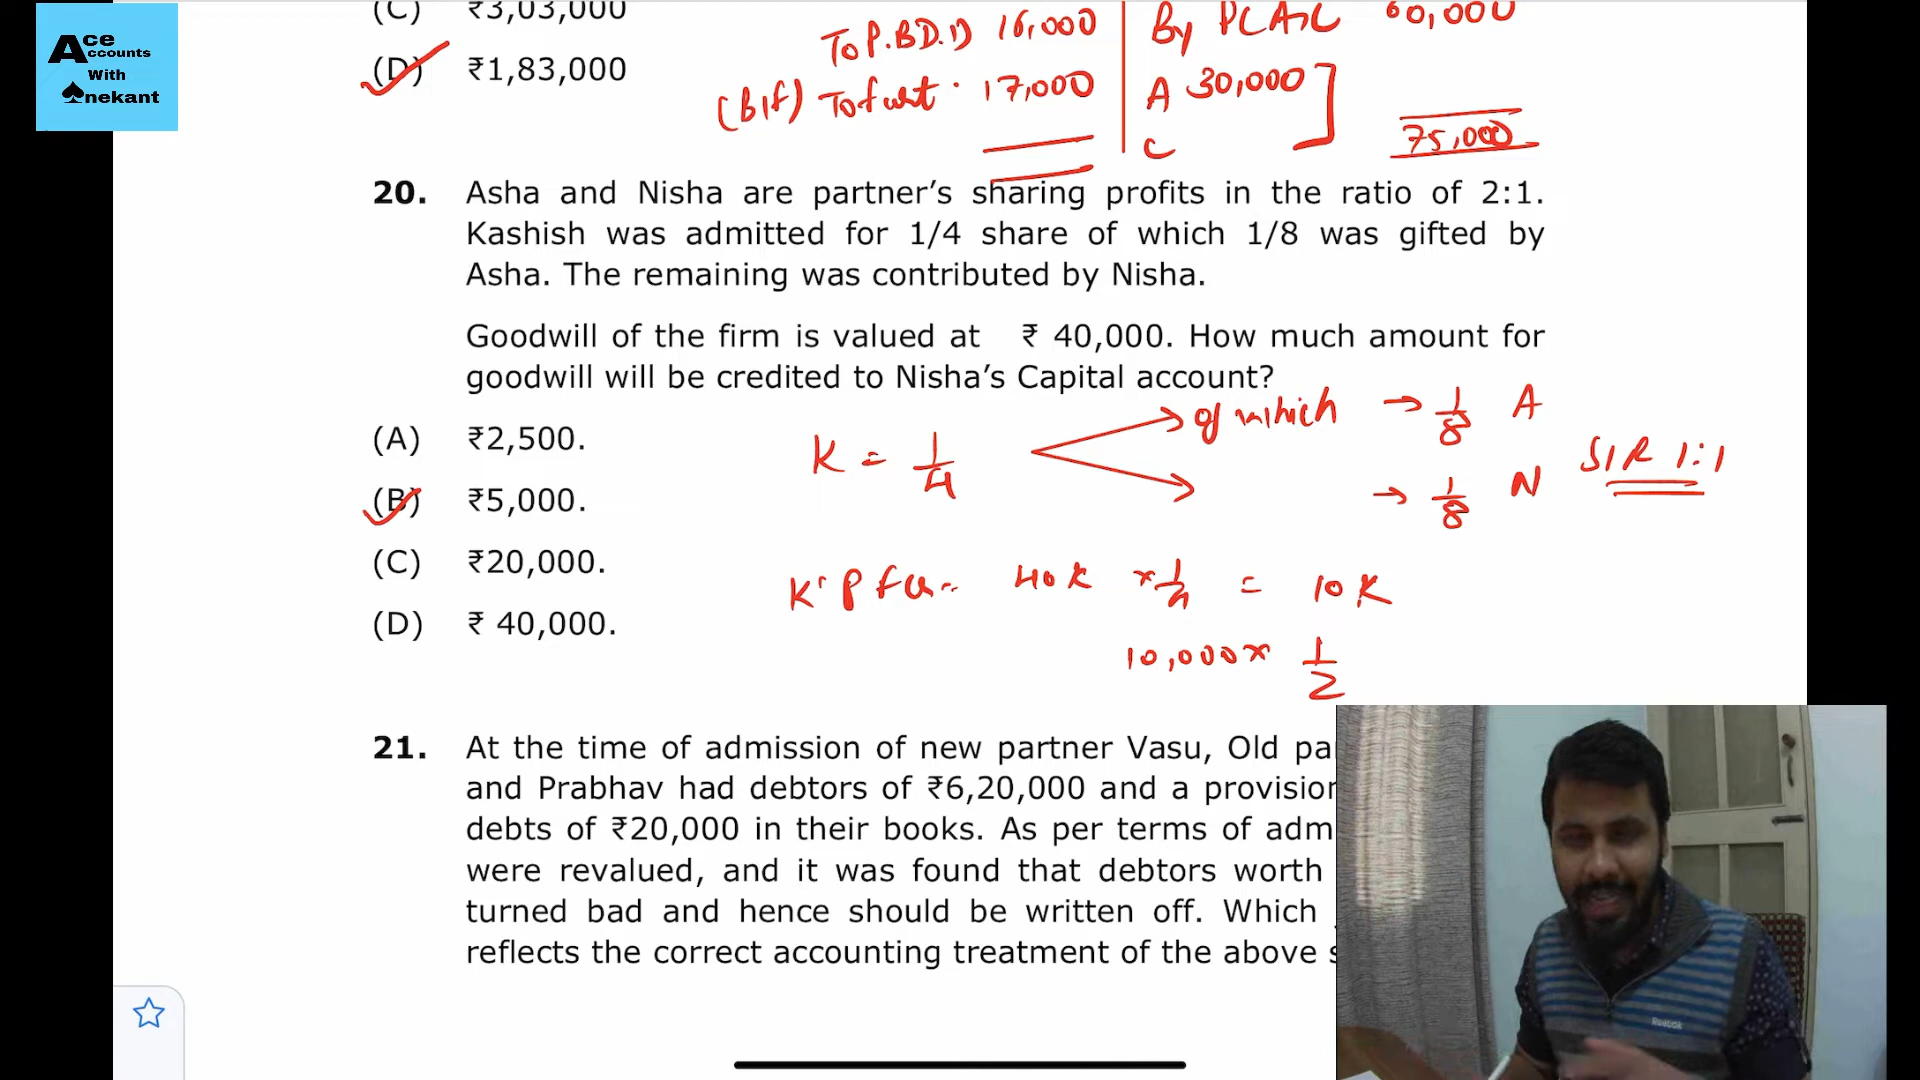 Ace
Accounts
With
Anekant
(C) ₹3,03,000
(D) ₹1,83,000
To P.BD.D 16,000
By PCA/C 60,000
(B/f) To furt. 17,000
A 30,000
C
75,000
20. Asha and Nisha are partner’s sharing profits in the ratio of 2:1.
Kashish was admitted for 1/4 share of which 1/8 was gifted by
Asha. The remaining was contributed by Nisha.
Goodwill of the firm is valued at ₹ 40,000. How much amount for
goodwill will be credited to Nisha’s Capital account?
(A) ₹2,500.
(B) ₹5,000.
(C) ₹20,000.
(D) ₹ 40,000.
K = 1/4
of which → 1/8 A
→ 1/8 N
S/R 1:1
40K × 1/4 = 10K
10,000 × 1/2
21. At the time of admission of new partner Vasu, Old pa
and Prabhav had debtors of ₹6,20,000 and a provision
debts of ₹20,000 in their books. As per terms of adm
were revalued, and it was found that debtors worth
turned bad and hence should be written off. Which
reflects the correct accounting treatment of the above s
Reebok